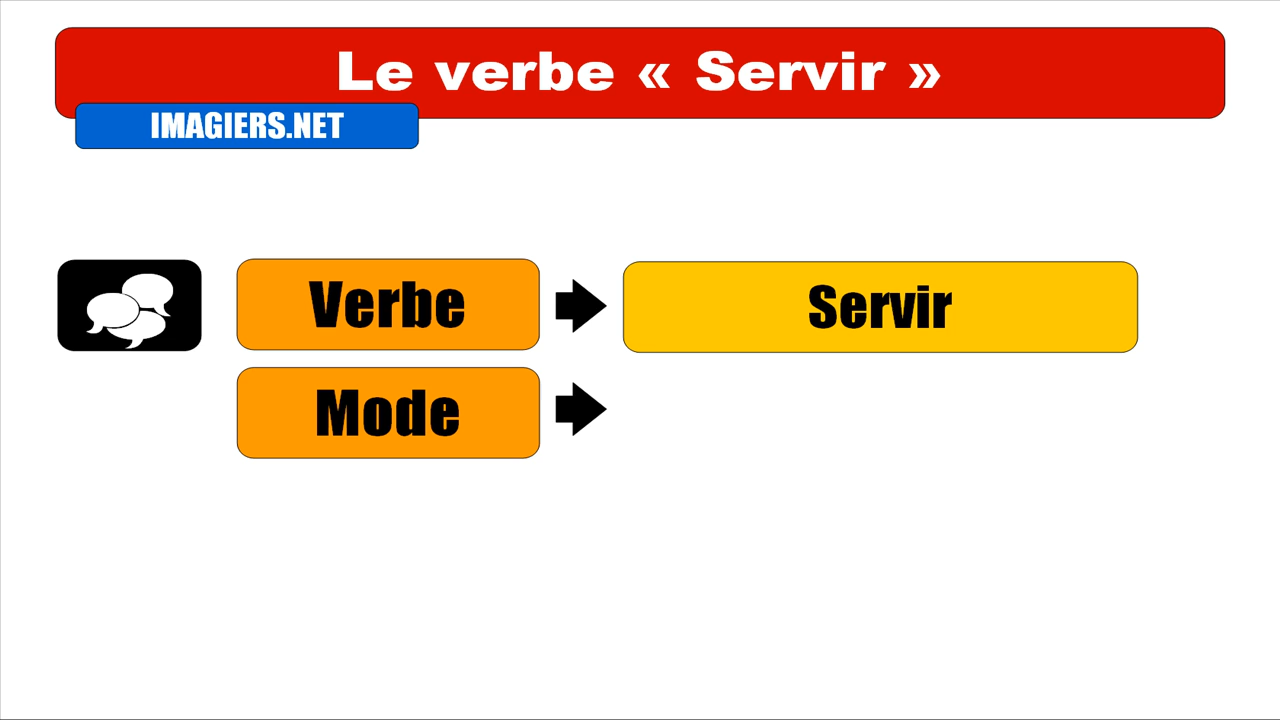 Le verbe « Servir »
IMAGIERS.NET
Verbe
Servir
Mode